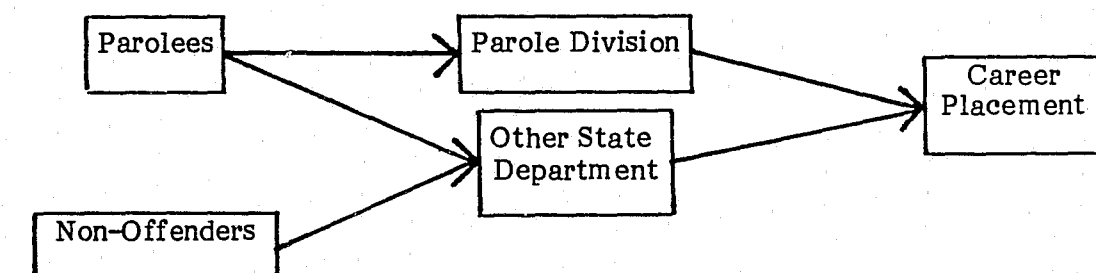 Parolees
Parole Division
Career
Placement
Other State
Department
Non-Offenders